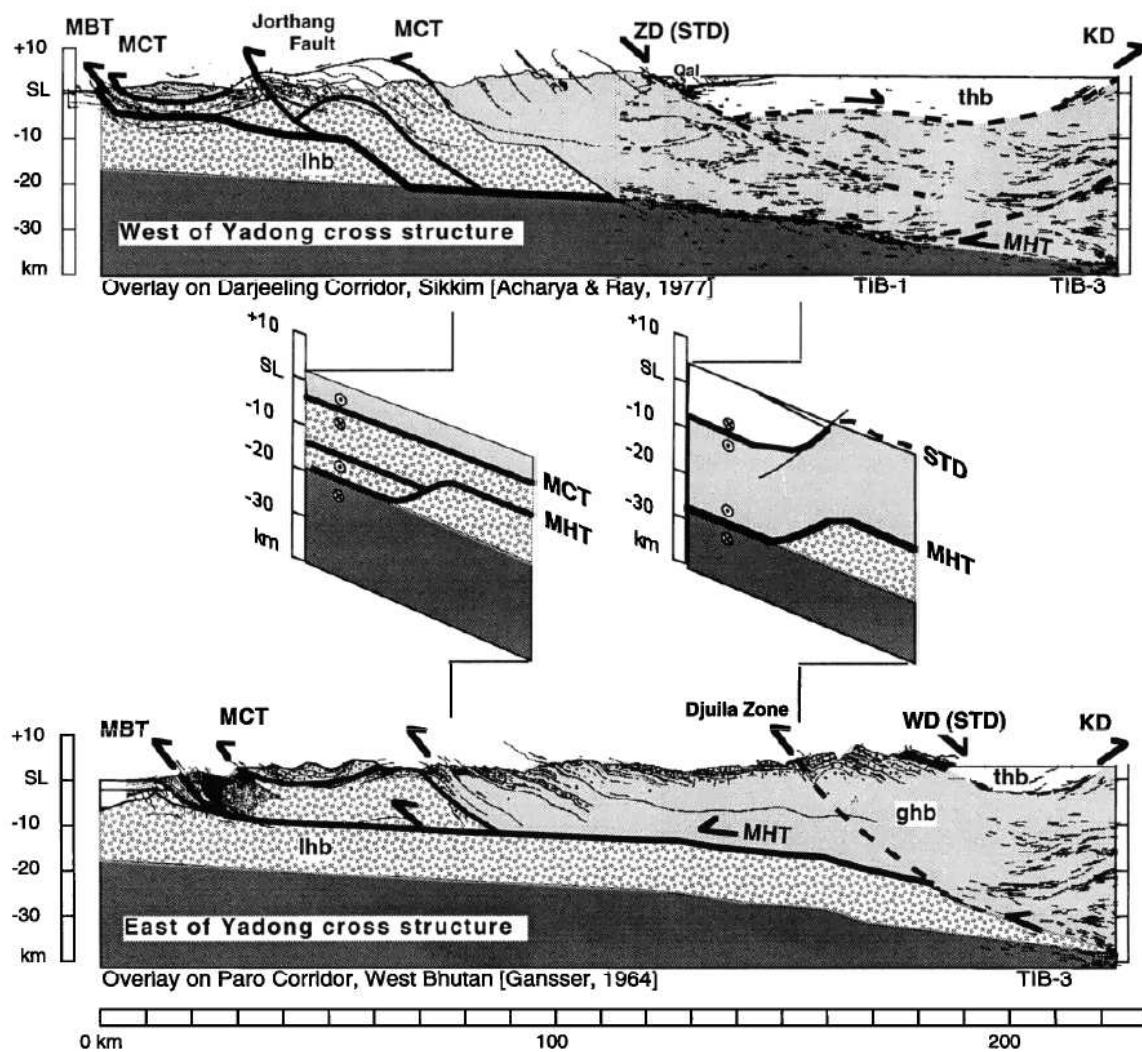 MBT MCT Jorthang Fault MCT ZD (STD) KD
+10
SL
-10
-20
-30
km
Qal
thb
lhb
MHT
West of Yadong cross structure
Overlay on Darjeeling Corridor, Sikkim [Acharya & Ray, 1977] TIB-1 TIB-3
+10
SL
-10
-20
-30
km
MCT
MHT
+10
SL
-10
-20
-30
km
STD
MHT
MBT MCT Djuila Zone WD (STD) KD
+10
SL
-10
-20
-30
km
thb
ghb
MHT
lhb
East of Yadong cross structure
Overlay on Paro Corridor, West Bhutan [Gansser, 1964] TIB-3
0 km 100 200